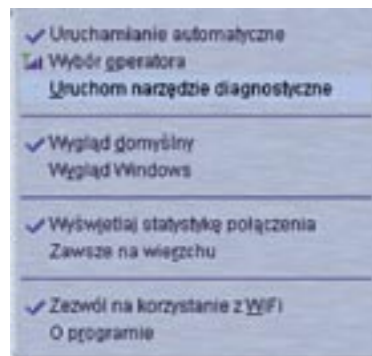 Uruchamianie automatyczne
Wybór operatora
Uruchom narzędzie diagnostyczne
Wygląd domyślny
Wygląd Windows
Wyświetlaj statystykę połączenia
Zawsze na wierzchu
Zezwól na korzystanie z WiFi
O programie